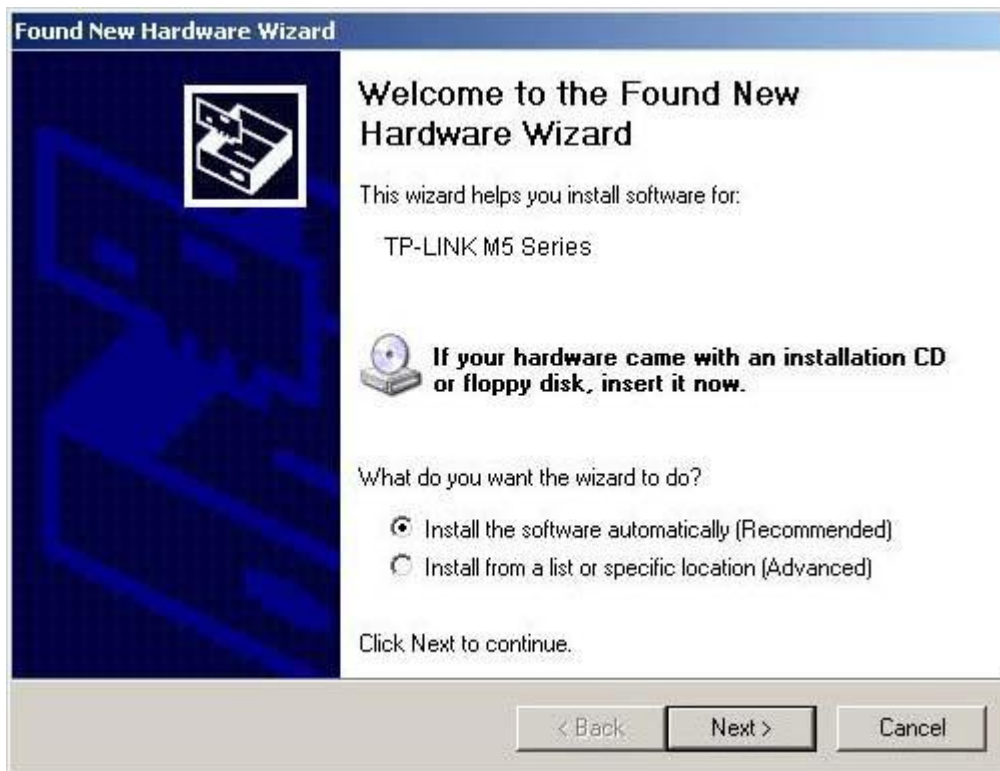 Found New Hardware Wizard
Welcome to the Found New
Hardware Wizard
This wizard helps you install software for:
TP-LINK M5 Series
If your hardware came with an installation CD
or floppy disk, insert it now.
What do you want the wizard to do?
Install the software automatically (Recommended)
Install from a list or specific location (Advanced)
Click Next to continue.
< Back
Next >
Cancel